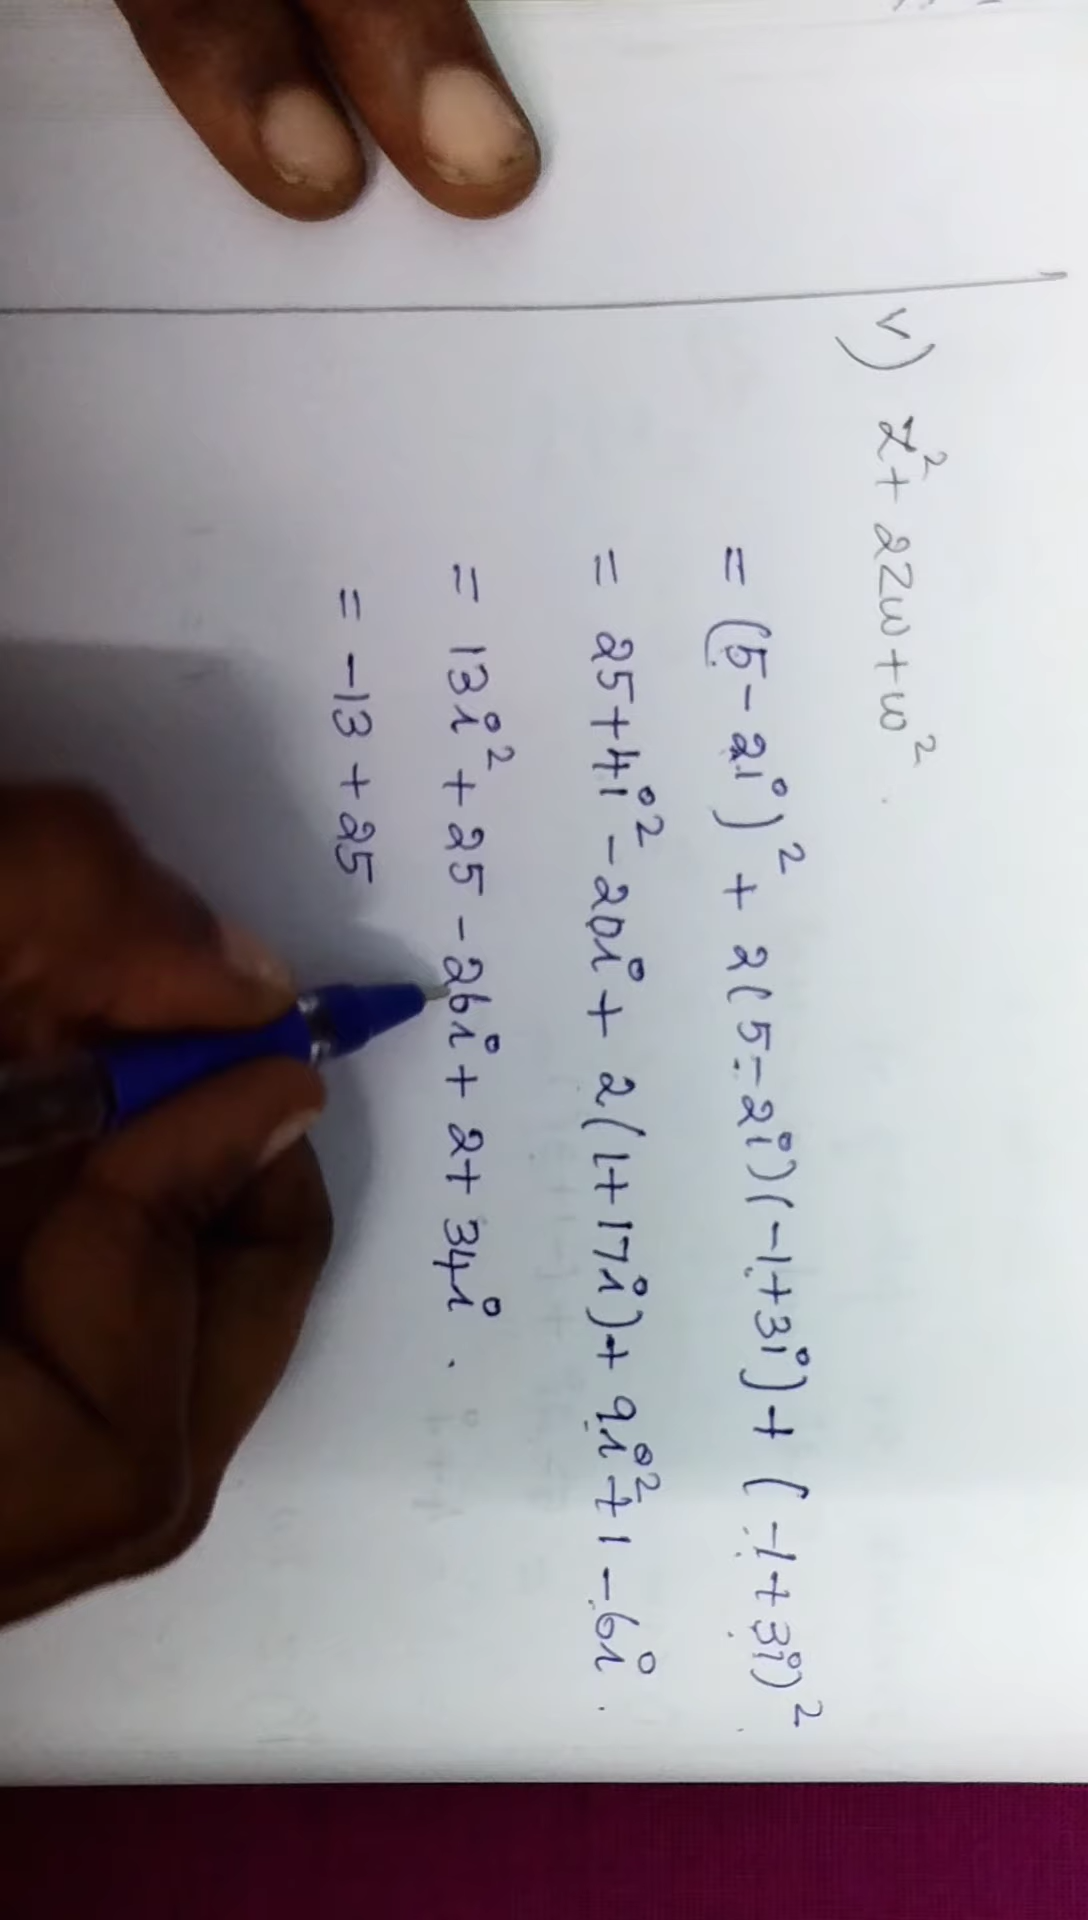 v) z² + 2zw + w².
= (5-2i)² + 2(5-2i)(-1+3i) + (-1+3i)²
= 25+4i² -20i + 2(1+17i) + 9i² +1 -6i.
= 13i² + 25 - 26i + 2 + 34i.
= -13 + 25